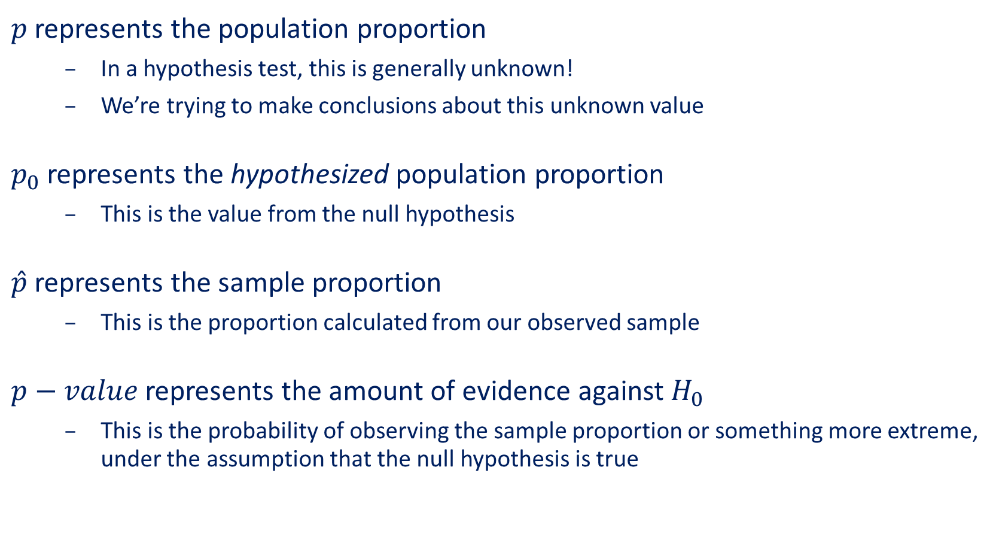 p represents the population proportion
– In a hypothesis test, this is generally unknown!
– We’re trying to make conclusions about this unknown value
p₀ represents the hypothesized population proportion
– This is the value from the null hypothesis
p̂ represents the sample proportion
– This is the proportion calculated from our observed sample
p − value represents the amount of evidence against H₀
– This is the probability of observing the sample proportion or something more extreme,
under the assumption that the null hypothesis is true